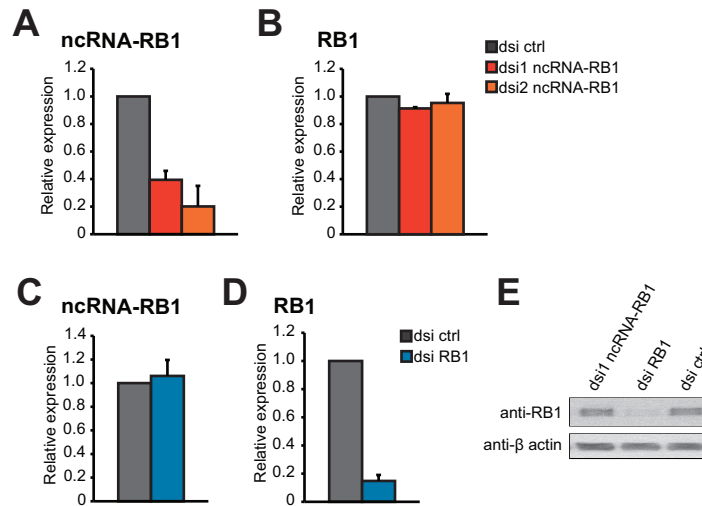 A
ncRNA-RB1
Relative expression
1.2
1.0
0.8
0.6
0.4
0.2
0
B
RB1
Relative expression
1.2
1.0
0.8
0.6
0.4
0.2
0
dsi ctrl
dsi1 ncRNA-RB1
dsi2 ncRNA-RB1
C
ncRNA-RB1
Relative expression
1.4
1.2
1.0
0.8
0.6
0.4
0.2
0
D
RB1
Relative expression
1.2
1.0
0.8
0.6
0.4
0.2
0
dsi ctrl
dsi RB1
E
dsi1 ncRNA-RB1
dsi RB1
dsi ctrl
anti-RB1
anti-β actin